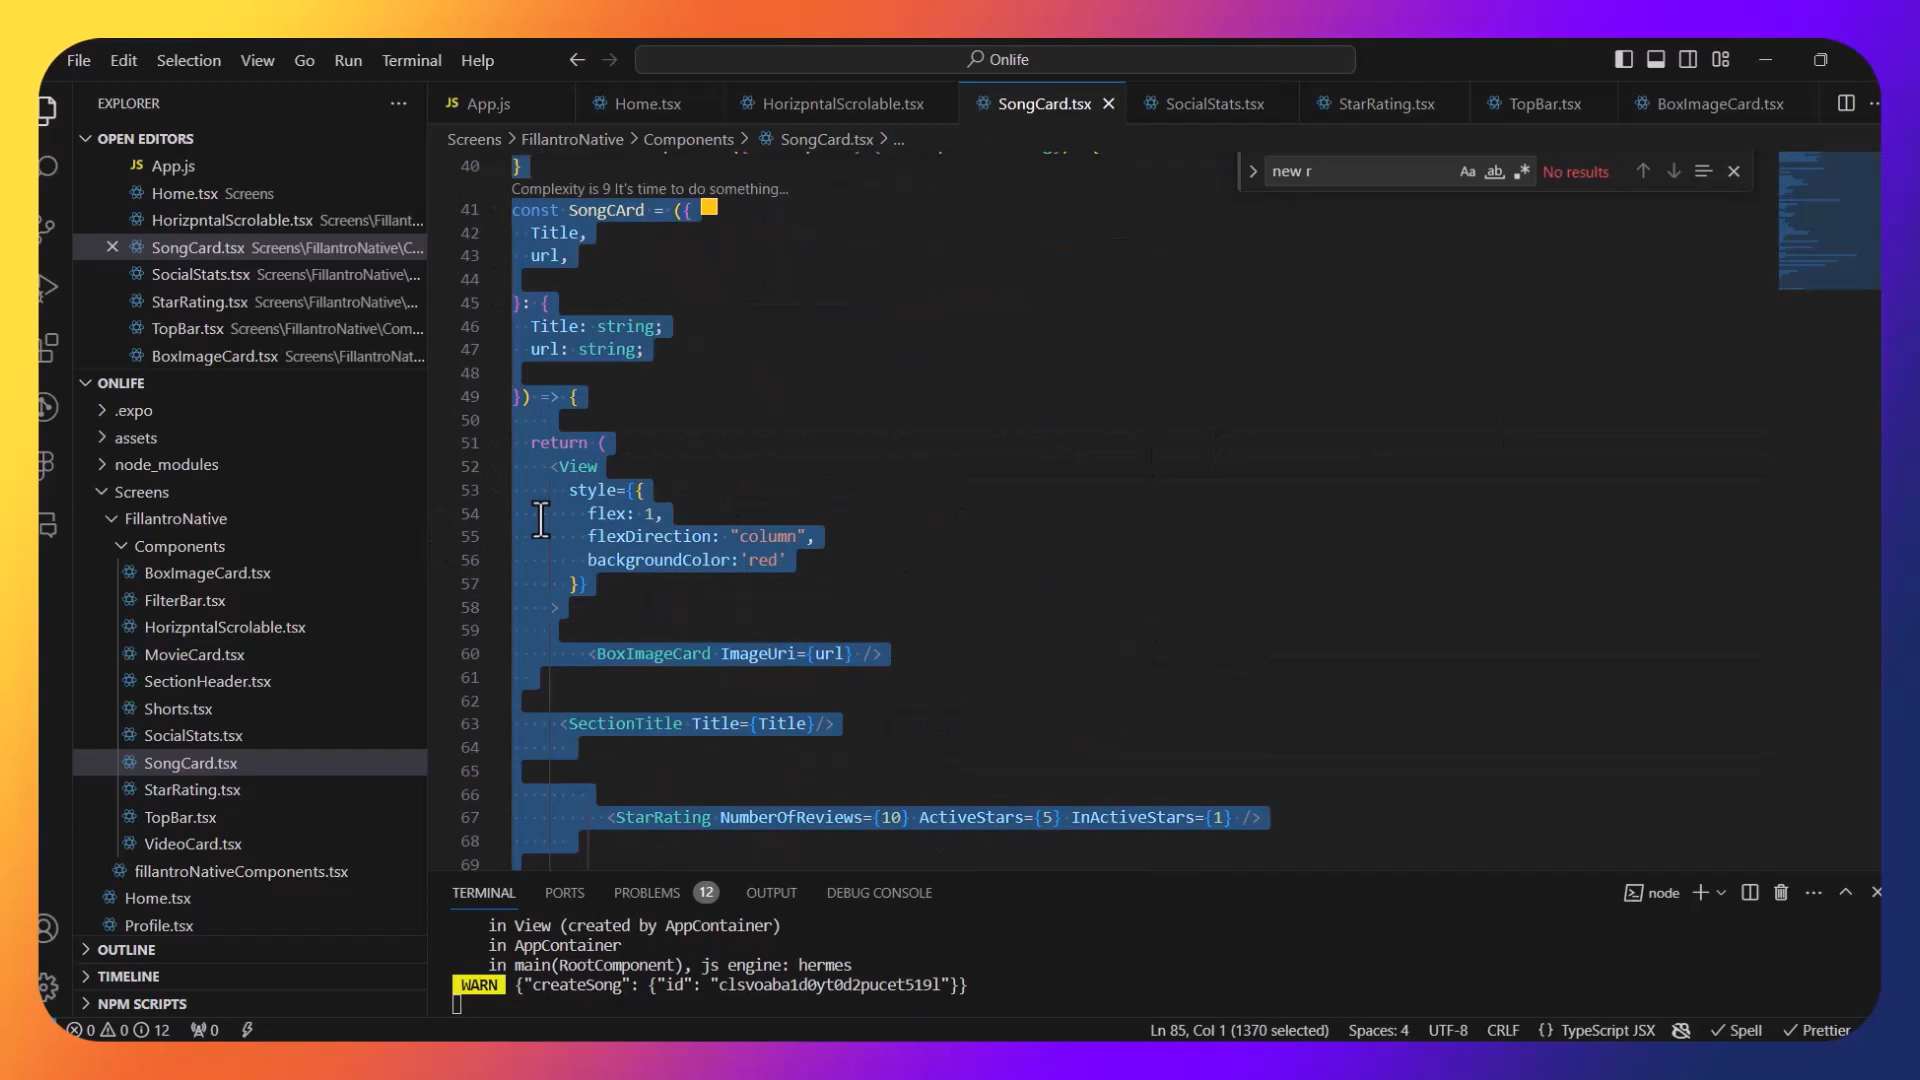 File Edit Selection View Go Run Terminal Help
Onlife
EXPLORER
OPEN EDITORS
App.js
Home.tsx Screens
HorizpntalScrolable.tsx Screens\Fillant...
SongCard.tsx Screens\FillantroNative\C...
SocialStats.tsx Screens\FillantroNative\...
StarRating.tsx Screens\FillantroNative\...
TopBar.tsx Screens\FillantroNative\Com...
BoxImageCard.tsx Screens\FillantroNat...
ONLIFE
.expo
assets
node_modules
Screens
FillantroNative
Components
BoxImageCard.tsx
FilterBar.tsx
HorizpntalScrolable.tsx
MovieCard.tsx
SectionHeader.tsx
Shorts.tsx
SocialStats.tsx
SongCard.tsx
StarRating.tsx
TopBar.tsx
VideoCard.tsx
fillantroNativeComponents.tsx
Home.tsx
Profile.tsx
OUTLINE
TIMELINE
NPM SCRIPTS
JS App.js Home.tsx HorizpntalScrolable.tsx SongCard.tsx SocialStats.tsx StarRating.tsx TopBar.tsx BoxImageCard.tsx
Screens > FillantroNative > Components > SongCard.tsx > ...
new r Aa ab No results
40 }
Complexity is 9 It's time to do something...
41 const SongCArd = ({
42 Title,
43 url,
44
45 }: {
46 Title: string;
47 url: string;
48
49 }) => {
50
51 return (
52 <View
53 style={{
54 flex: 1,
55 flexDirection: "column",
56 backgroundColor:'red'
57 }}
58 >
59
60 <BoxImageCard ImageUri={url} />
61
62
63 <SectionTitle Title={Title}/>
64
65
66
67 <StarRating NumberOfReviews={10} ActiveStars={5} InActiveStars={1} />
68
69
TERMINAL PORTS PROBLEMS 12 OUTPUT DEBUG CONSOLE
node
in View (created by AppContainer)
in AppContainer
in main(RootComponent), js engine: hermes
WARN {"createSong": {"id": "clsvoaba1d0yt0d2pucet519l"}}
0 0 12 0
Ln 85, Col 1 (1370 selected) Spaces: 4 UTF-8 CRLF {} TypeScript JSX Spell Prettier